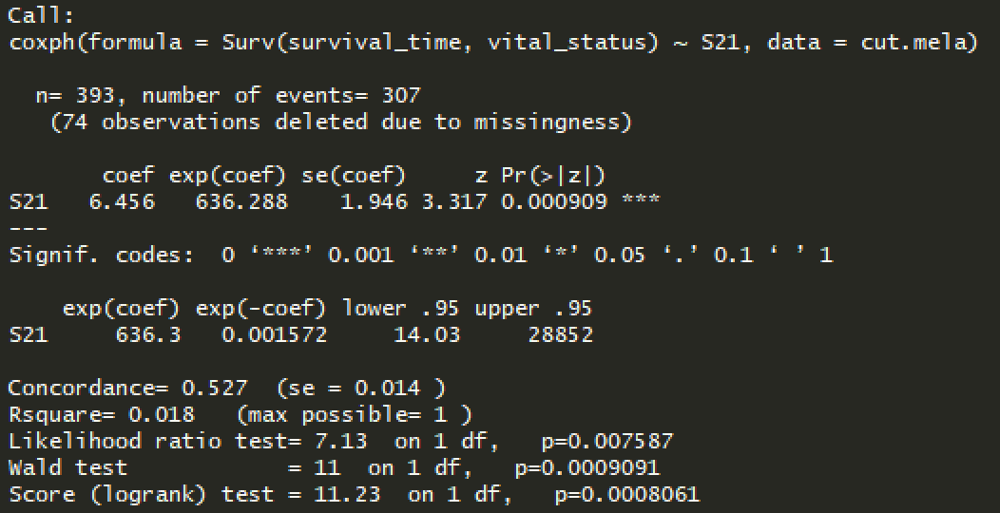 Call:
coxph(formula = Surv(survival_time, vital_status) ~ S21, data = cut.mela)
n= 393, number of events= 307
(74 observations deleted due to missingness)
coef exp(coef) se(coef) z Pr(>|z|)
S21 6.456 636.288 1.946 3.317 0.000909 ***
---
Signif. codes: 0 ‘***’ 0.001 ‘**’ 0.01 ‘*’ 0.05 ‘.’ 0.1 ‘ ’ 1
exp(coef) exp(-coef) lower .95 upper .95
S21 636.3 0.001572 14.03 28852
Concordance= 0.527 (se = 0.014 )
Rsquare= 0.018 (max possible= 1 )
Likelihood ratio test= 7.13 on 1 df, p=0.007587
Wald test = 11 on 1 df, p=0.0009091
Score (logrank) test = 11.23 on 1 df, p=0.0008061